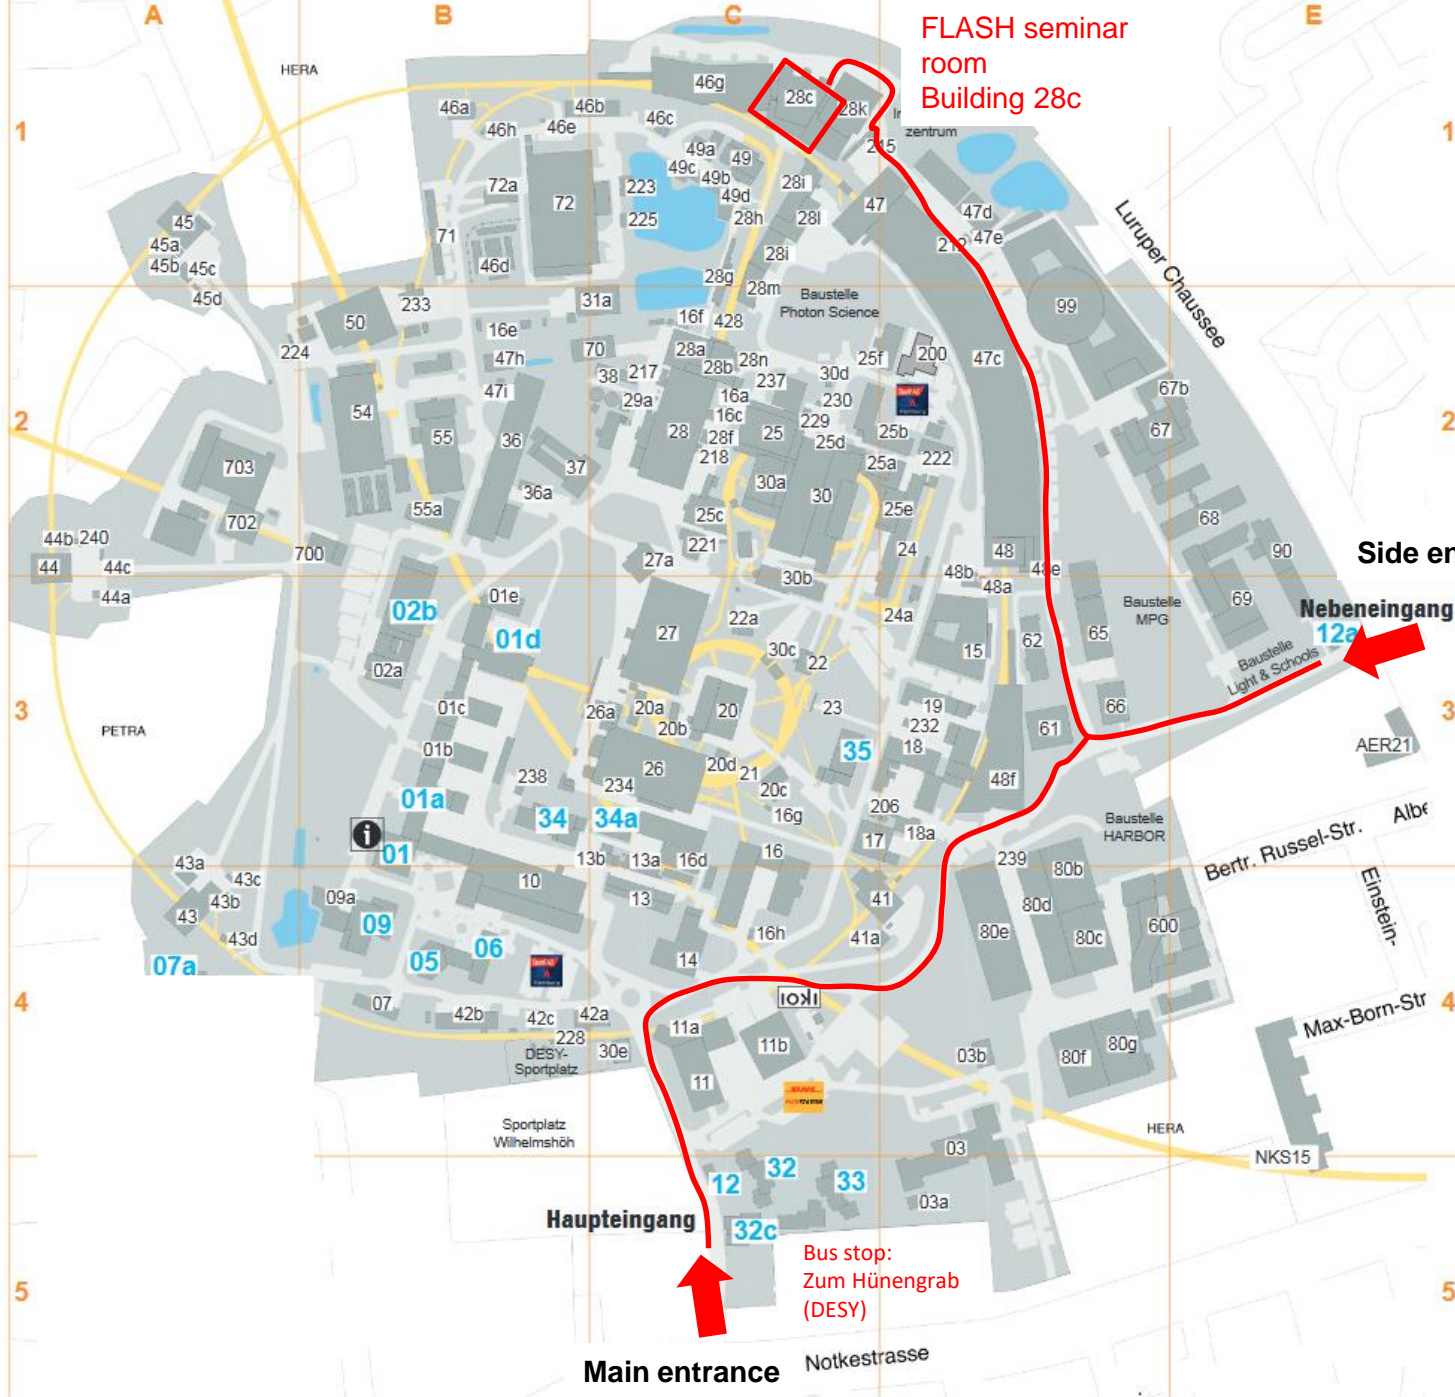 A
B
C
E
FLASH seminar
room
Building 28c
HERA
46g
28c
28k
46a
46b
46c
46h
46e
1
1
zentrum
215
49a
49
49c
49b
49d
72a
223
28i
72
225
28h
28l
47
47d
47e
212
45
45a
45b
45c
45d
71
46d
28i
28g
28m
Luruper Chaussee
233
31a
Baustelle
Photon Science
99
50
16e
16f
428
224
47h
70
28a
28b
28n
25f
200
47c
38
217
30d
237
67b
47i
29a
16a
230
2
2
54
55
36
28
16c
229
28f
25
25d
25b
67
218
37
25a
222
703
30a
30
36a
68
55a
25c
25e
702
44b
240
221
24
48
90
700
27a
Side en
44
44c
30b
48b
48e
48a
44a
01e
Baustelle
MPG
69
Nebeneingang
02b
24a
22a
12a
01d
27
62
65
15
Baustelle
Light & Schools
30c
22
02a
01c
26a
20a
20
23
19
66
3
3
20b
232
61
PETRA
01b
35
18
AER21
20d
21
26
238
234
48f
20c
01a
206
34
34a
16g
Baustelle
HARBOR
Albe
18a
17
i
Bertr. Russel-Str.
01
13b
13a
16d
16
239
80b
43a
43c
10
Einstein-
09a
13
80d
43b
41
43
09
16h
80e
80c
600
43d
06
41a
05
07a
14
07
42b
42c
42a
4
4
11a
Max-Born-Str
228
11b
30e
03b
80f
80g
DESY-
Sportplatz
11
Sportplatz
Wilhelmshöh
HERA
03
NKS15
12
32
33
03a
Haupteingang
32c
Bus stop:
Zum Hünengrab
(DESY)
5
5
Main entrance
Notkestrasse